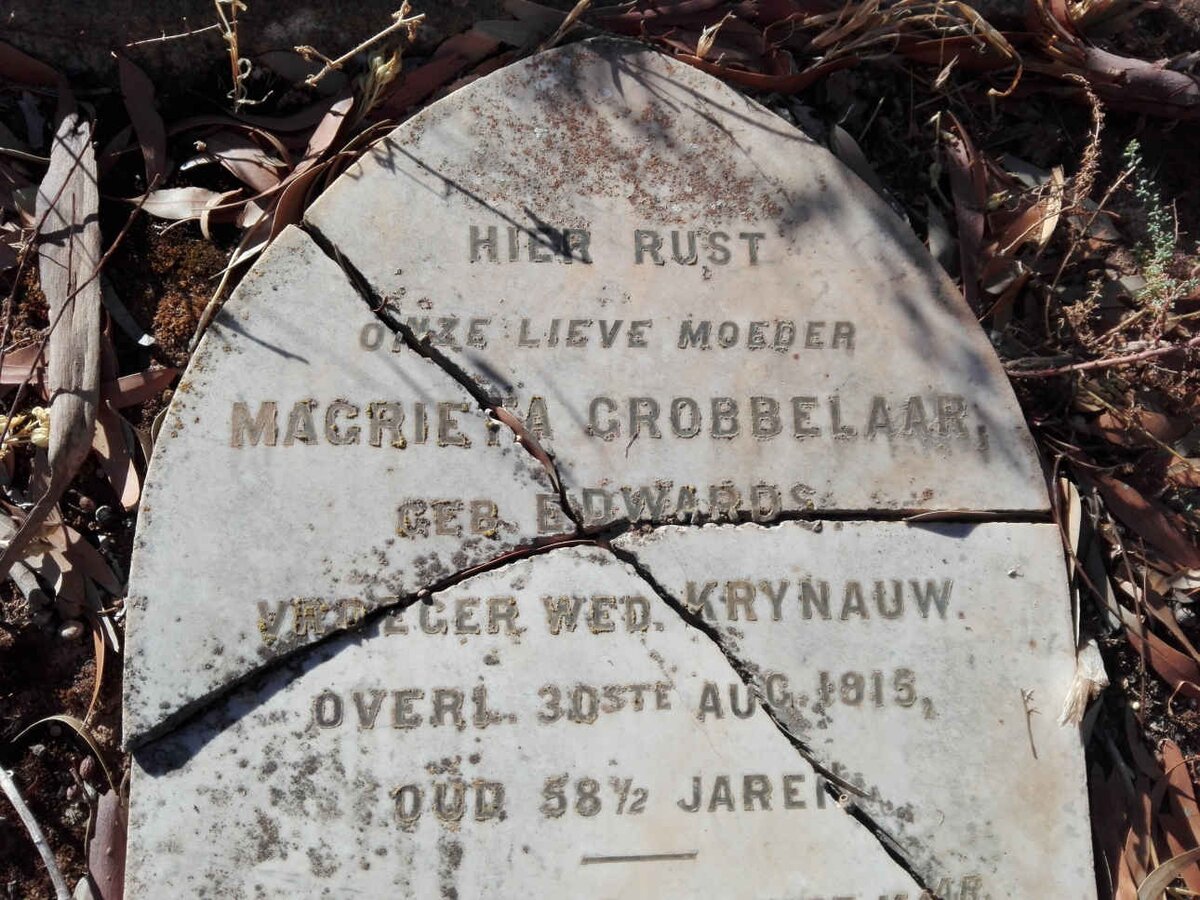 HIER RUST
ONZE LIEVE MOEDER
MAGRIETA GROBBELAAR,
GEB. EDWARDS
VROEGER WED. KRYNAUW.
OVERL. 30STE AUG. 1915,
OUD 58½ JAREN